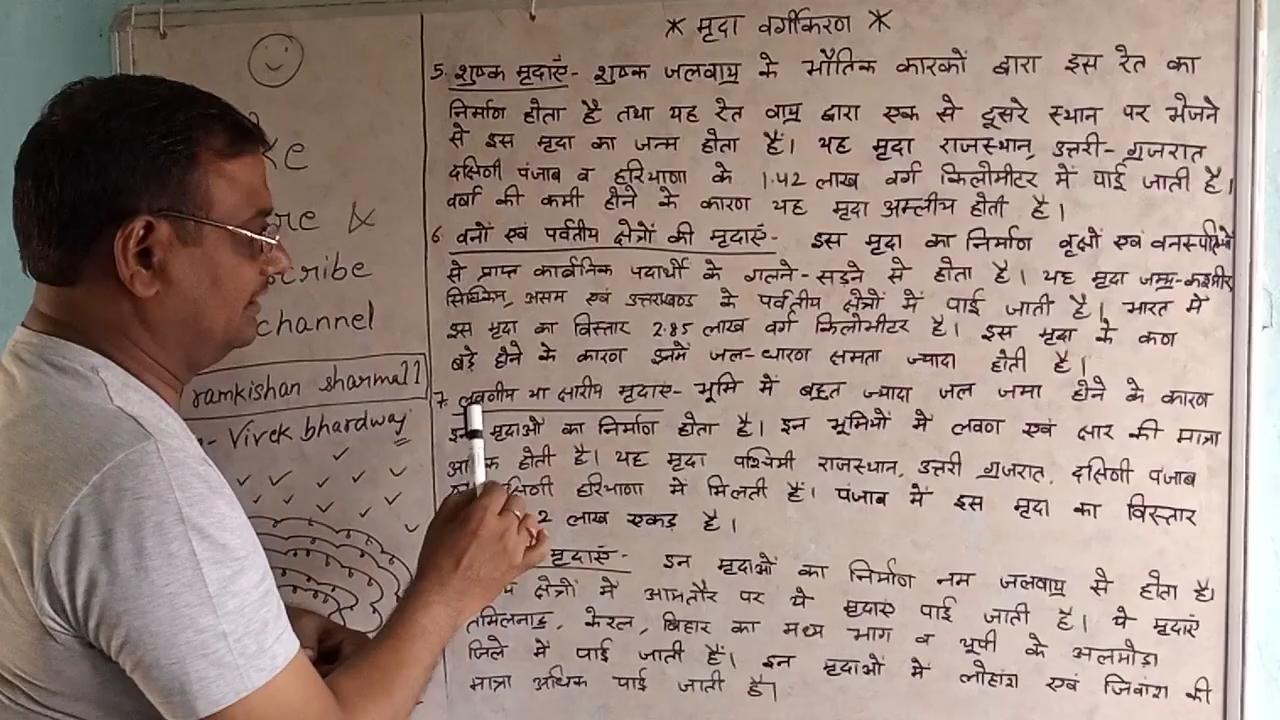 * मृदा वर्गीकरण *
5. शुष्क मृदाएं - शुष्क जलवायु के भौतिक कारकों द्वारा इस रेत का
निर्माण होता है तथा यह रेत वायु द्वारा एक से दूसरे स्थान पर भेजने
से इस मृदा का जन्म होता है। यह मृदा राजस्थान, उत्तरी-गुजरात
दक्षिणी पंजाब व हरियाणा के 1.42 लाख वर्ग किलोमीटर में पाई जाती है।
वर्षा की कमी होने के कारण यह मृदा अम्लीय होती है।
6. वनों एवं पर्वतीय क्षेत्रों की मृदाएं - इस मृदा का निर्माण वृक्षों एवं वनस्पतियों
से प्राप्त कार्बनिक पदार्थों के गलने-सड़ने से होता है। यह मृदा जम्मू-कश्मीर
सिक्किम, असम एवं उत्तराखण्ड के पर्वतीय क्षेत्रों में पाई जाती है। भारत में
इस मृदा का विस्तार 2.85 लाख वर्ग किलोमीटर है। इस मृदा के कण
बड़े होने के कारण इनमें जल-धारण क्षमता ज्यादा होती है।
7. लवणीय या क्षारीय मृदाएं - भूमि में बहुत ज्यादा जल जमा होने के कारण
इन मृदाओं का निर्माण होता है। इन भूमियों में लवण एवं क्षार की मात्रा
होती है। यह मृदा पश्चिमी राजस्थान, उत्तरी गुजरात, दक्षिणी पंजाब
हरियाणा में मिलती है। पंजाब में इस मृदा का विस्तार
2 लाख एकड़ है।
मृदाएं - इन मृदाओं का निर्माण नम जलवायु से होता है।
क्षेत्रों में आमतौर पर ये मृदाएं पाई जाती है। ये मृदाएं
तमिलनाडु, केरल, बिहार का मध्य भाग व यूपी के अलमोड़ा
जिले में पाई जाती है। इन मृदाओं में लोहांश एवं जिवांश की
मात्रा अधिक पाई जाती है।
&
channel
ramkishan sharma11
Vivek bhardwaj